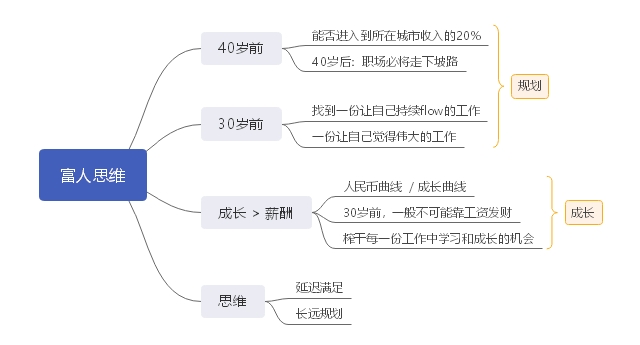 富人思维
40岁前
能否进入到所在城市收入的20%
40岁后：职场必将走下坡路
30岁前
找到一份让自己持续flow的工作
一份让自己觉得伟大的工作
规划
成长 > 薪酬
人民币曲线 / 成长曲线
30岁前，一般不可能靠工资发财
榨干每一份工作中学习和成长的机会
成长
思维
延迟满足
长远规划